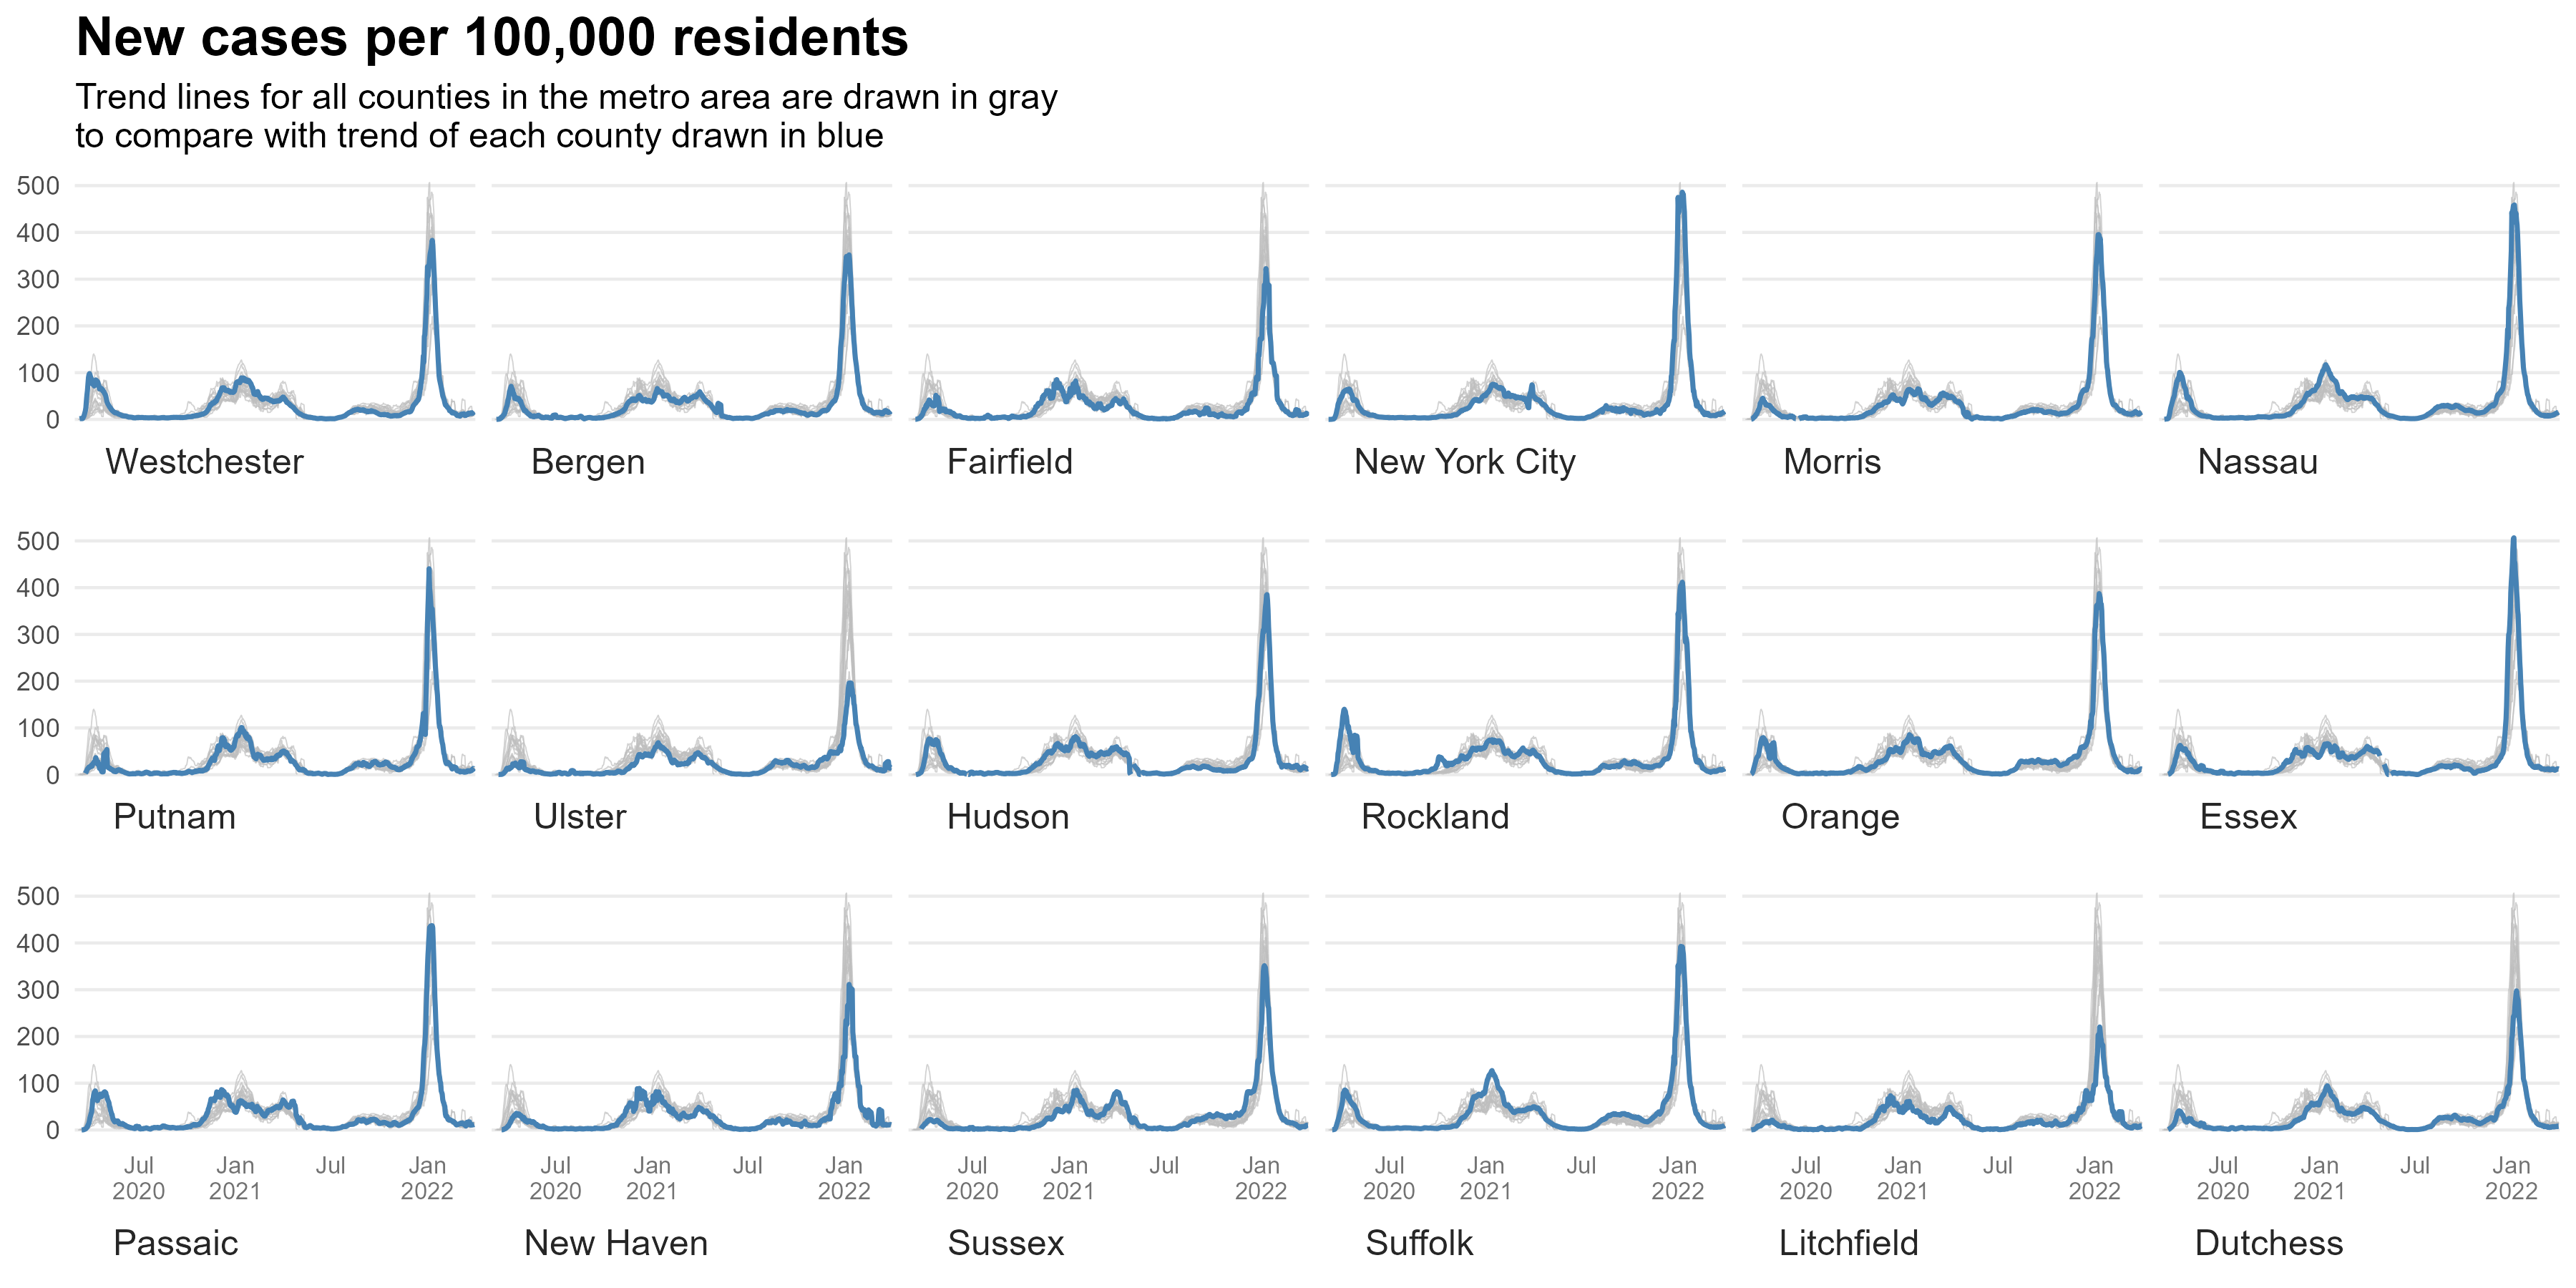 New cases per 100,000 residents
Trend lines for all counties in the metro area are drawn in gray
to compare with trend of each county drawn in blue
500
400
300
200
100
0
Westchester Bergen Fairfield New York City Morris Nassau
500
400
300
200
100
0
Putnam Ulster Hudson Rockland Orange Essex
500
400
300
200
100
0
Jul Jan Jul Jan Jul Jan Jul Jan Jul Jan Jul Jan Jul Jan Jul Jan Jul Jan Jul Jan Jul Jan Jul Jan
2020 2021 2022 2020 2021 2022 2020 2021 2022 2020 2021 2022 2020 2021 2022 2020 2021 2022
Passaic New Haven Sussex Suffolk Litchfield Dutchess